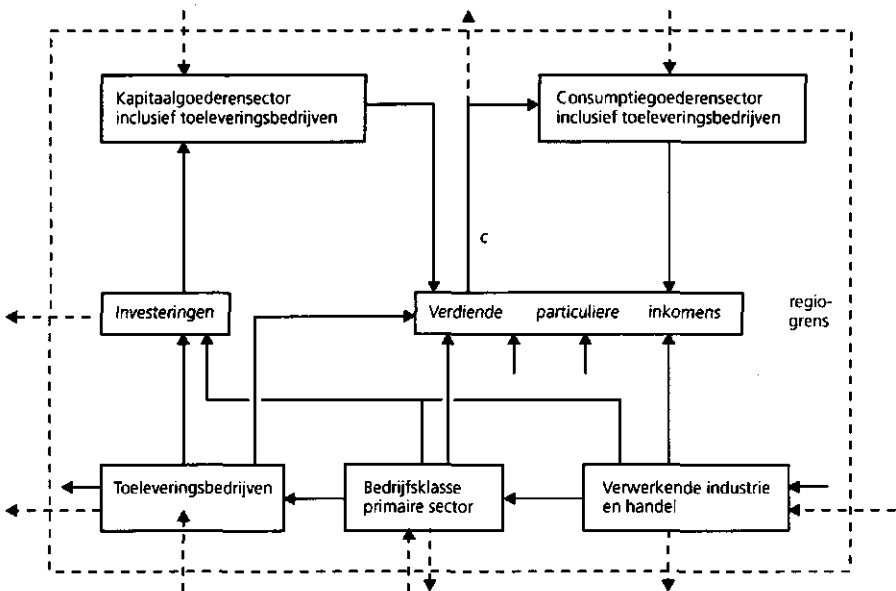 Kapitaalgoederensector
inclusief toeleveringsbedrijven
Consumptiegoederensector
inclusief toeleveringsbedrijven
c
Investeringen
Verdiende particuliere inkomens
regio-
grens
Toeleveringsbedrijven
Bedrijfsklasse
primaire sector
Verwerkende industrie
en handel